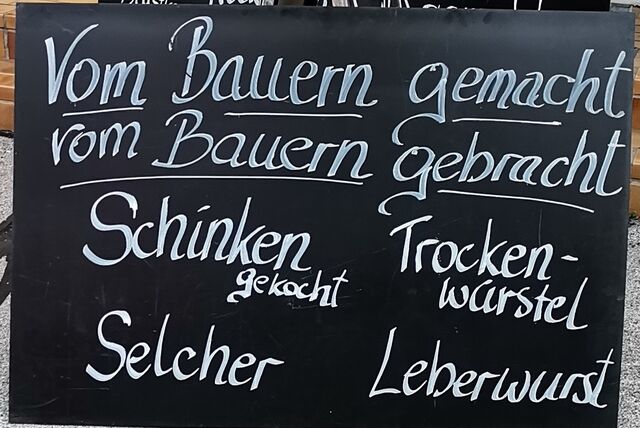 Vom Bauern gemacht
vom Bauern gebracht
Schinken
gekocht
Trocken-
würstel
Selcher
Leberwurst